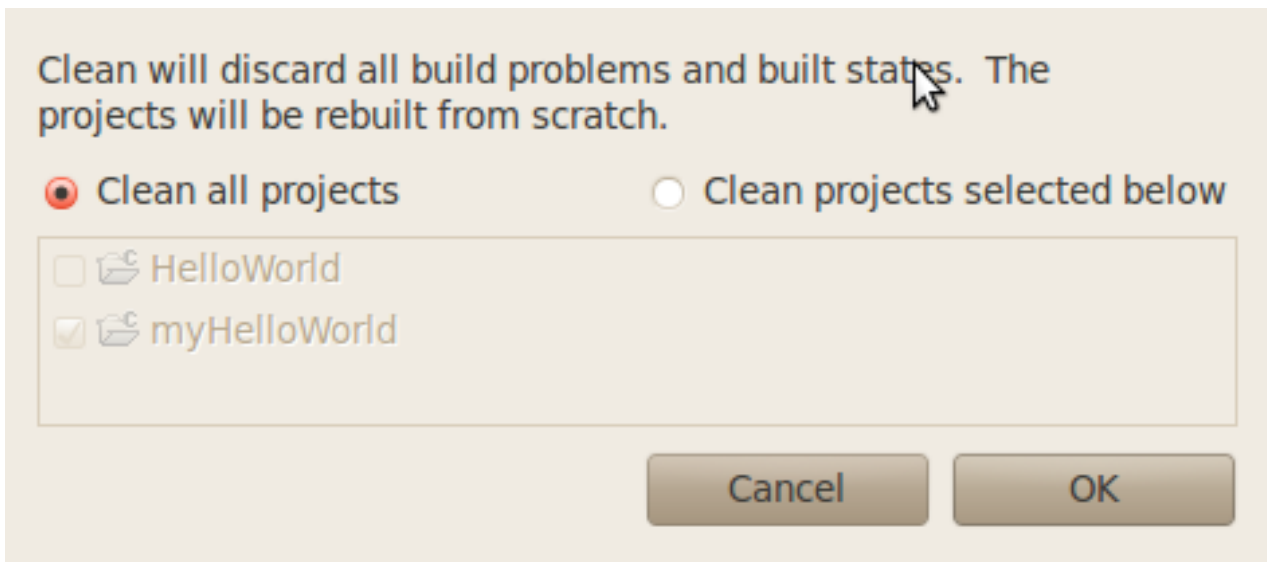 Clean will discard all build problems and built states.  The
projects will be rebuilt from scratch.
Clean all projects
Clean projects selected below
HelloWorld
myHelloWorld
Cancel
OK